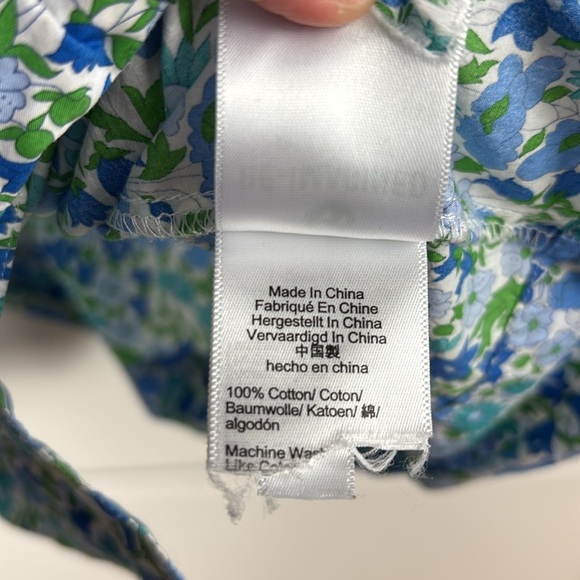 Made In China
Fabriqué En Chine
Hergestellt In China
Vervaardigd In China
中国製
hecho en china
100% Cotton/ Coton/
Baumwolle/ Katoen/ 綿/
algodón
Machine Wash
Like